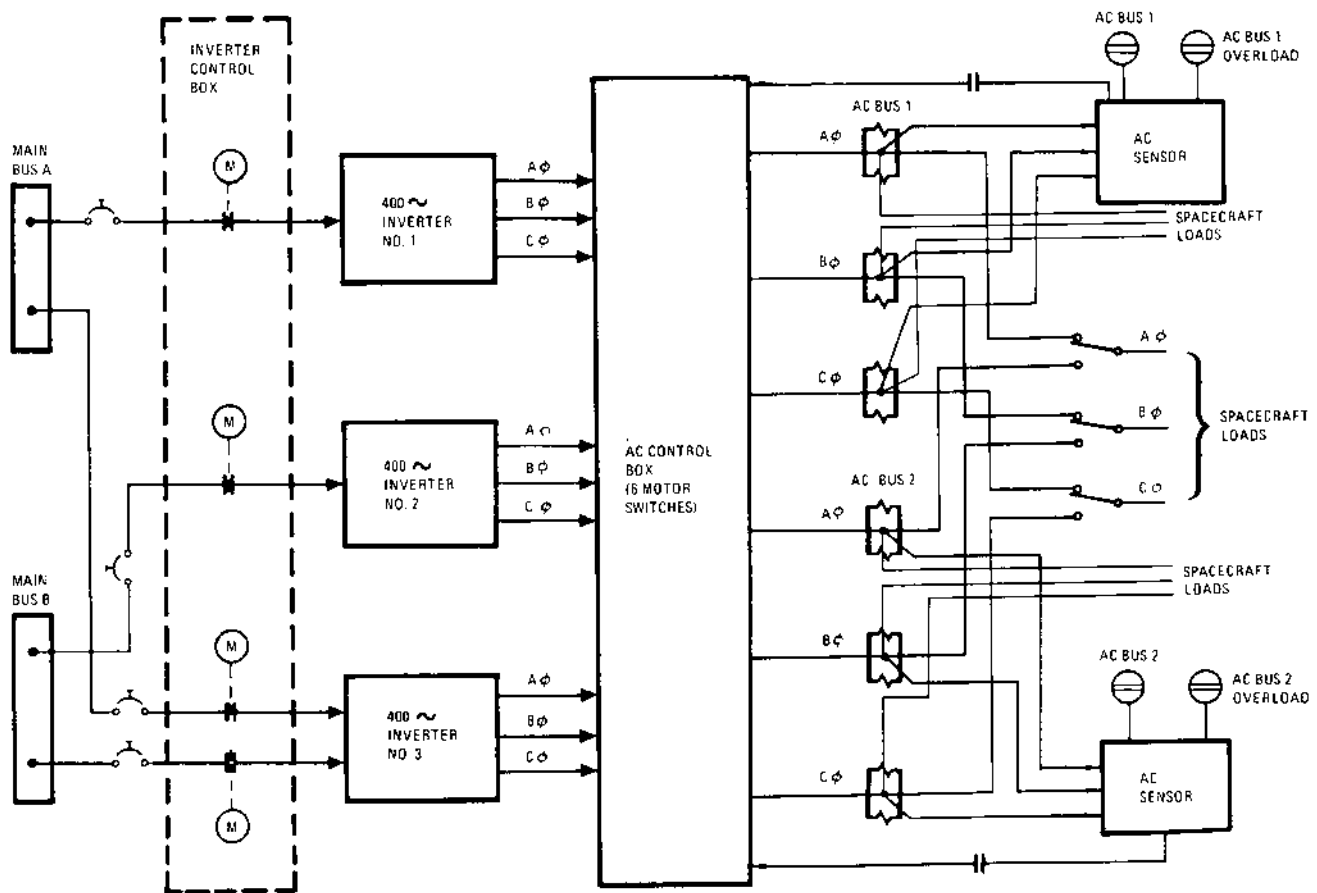 INVERTER
CONTROL
BOX
MAIN
BUS A
M
400 ~
INVERTER
NO. 1
Aϕ
Bϕ
Cϕ
M
400 ~
INVERTER
NO. 2
A
Bϕ
Cϕ
MAIN
BUS B
M
400 ~
INVERTER
NO. 3
Aϕ
Bϕ
Cϕ
M
AC CONTROL
BOX
(6 MOTOR
SWITCHES)
AC BUS 1
Aϕ
Bϕ
Cϕ
AC BUS 2
Aϕ
Bϕ
Cϕ
AC BUS 1
AC BUS 1
OVERLOAD
AC
SENSOR
SPACECRAFT
LOADS
Aϕ
Bϕ
Cϕ
SPACECRAFT
LOADS
SPACECRAFT
LOADS
AC BUS 2
AC BUS 2
OVERLOAD
AC
SENSOR